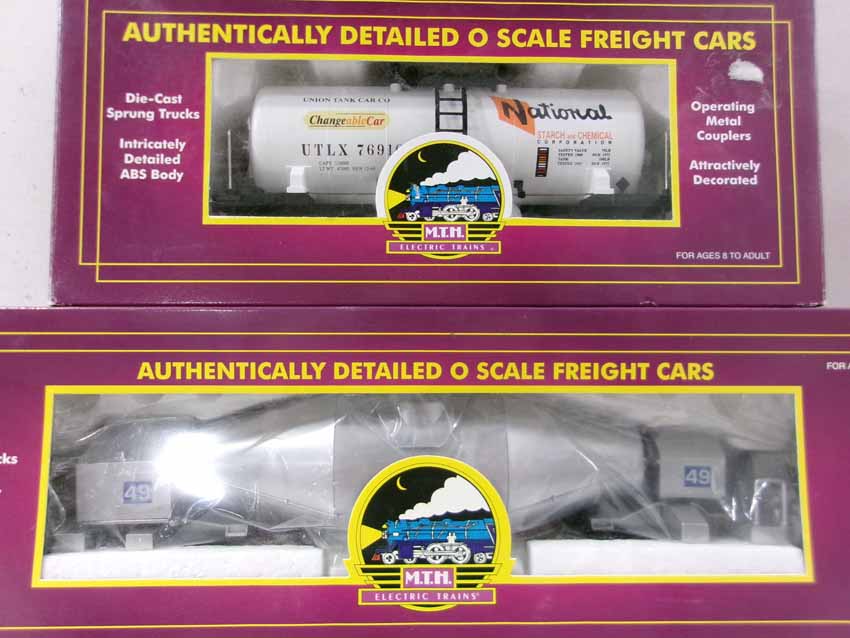 AUTHENTICALLY DETAILED O SCALE FREIGHT CARS
Die-Cast
Sprung Trucks
Intricately
Detailed
ABS Body
UNION TANK CAR CO
ChangeableCar
UTLX 7691
National
STARCH AND CHEMICAL
CORPORATION
Operating
Metal
Couplers
Attractively
Decorated
M.T.H.
ELECTRIC TRAINS
FOR AGES 8 TO ADULT
AUTHENTICALLY DETAILED O SCALE FREIGHT CARS
FOR
cks
49
49
M.T.H.
ELECTRIC TRAINS